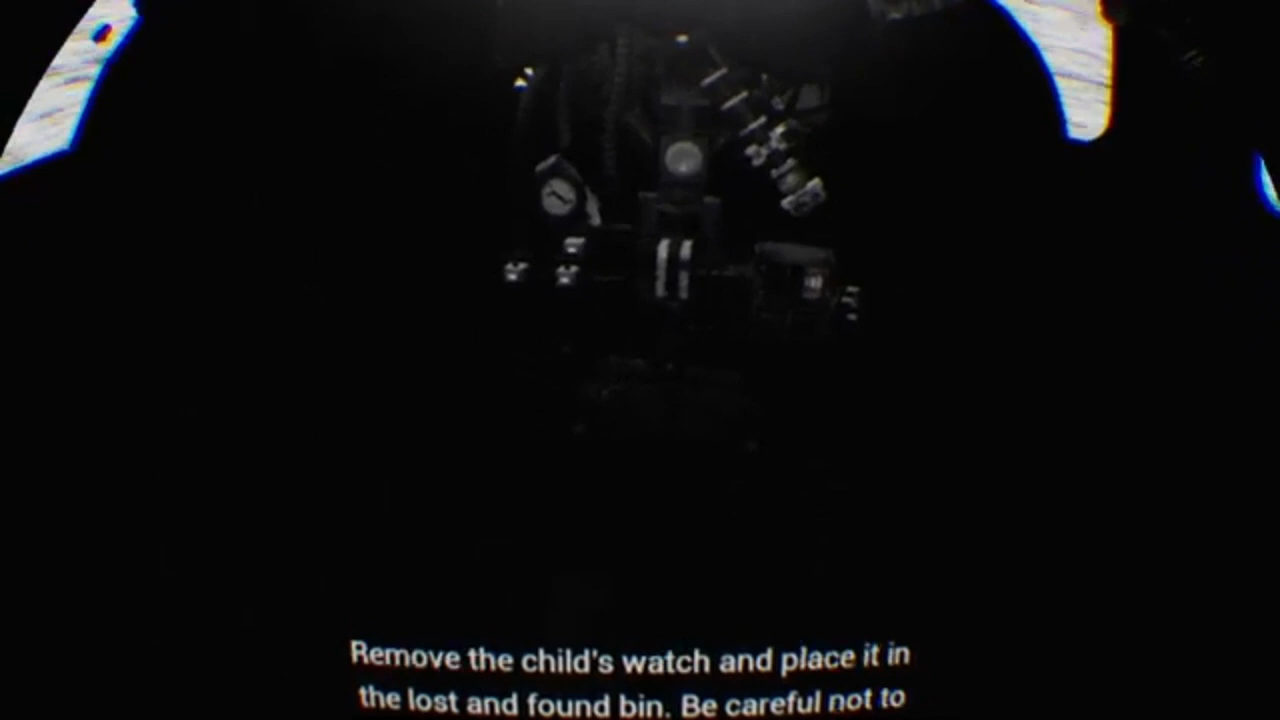 Remove the child's watch and place it in
the lost and found bin. Be careful not to